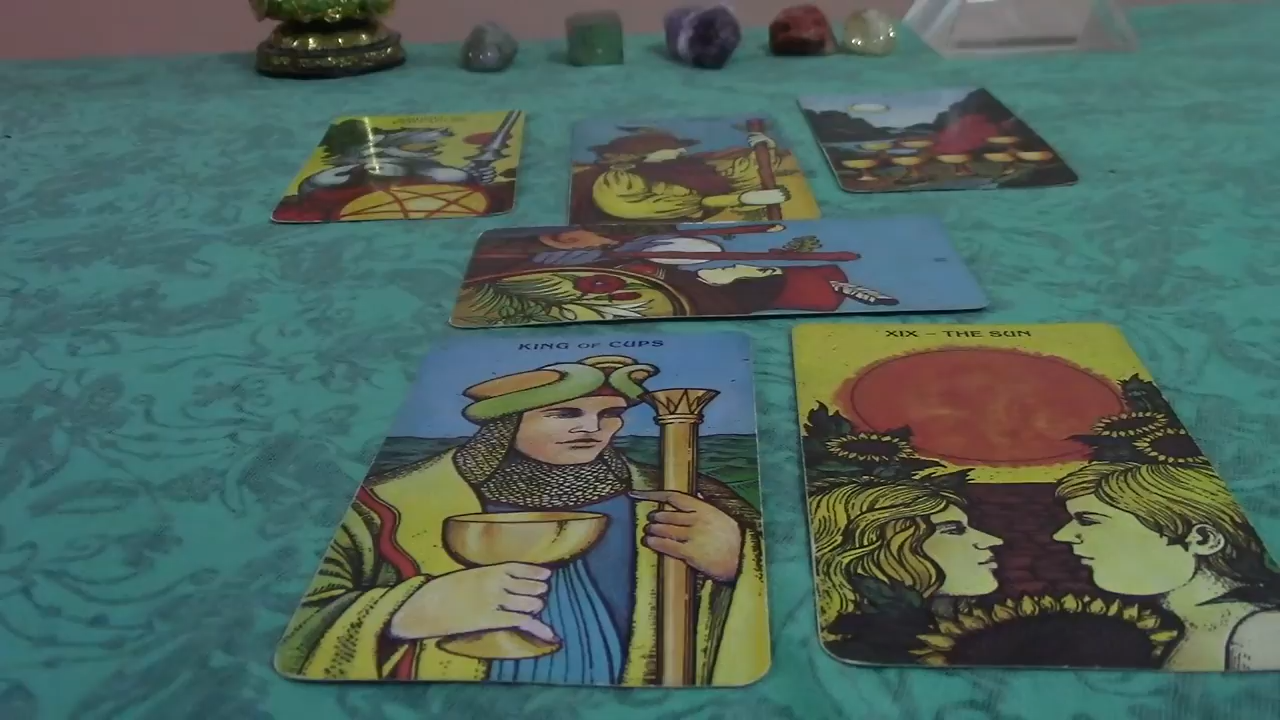 KING OF CUPS
XIX – THE SUN